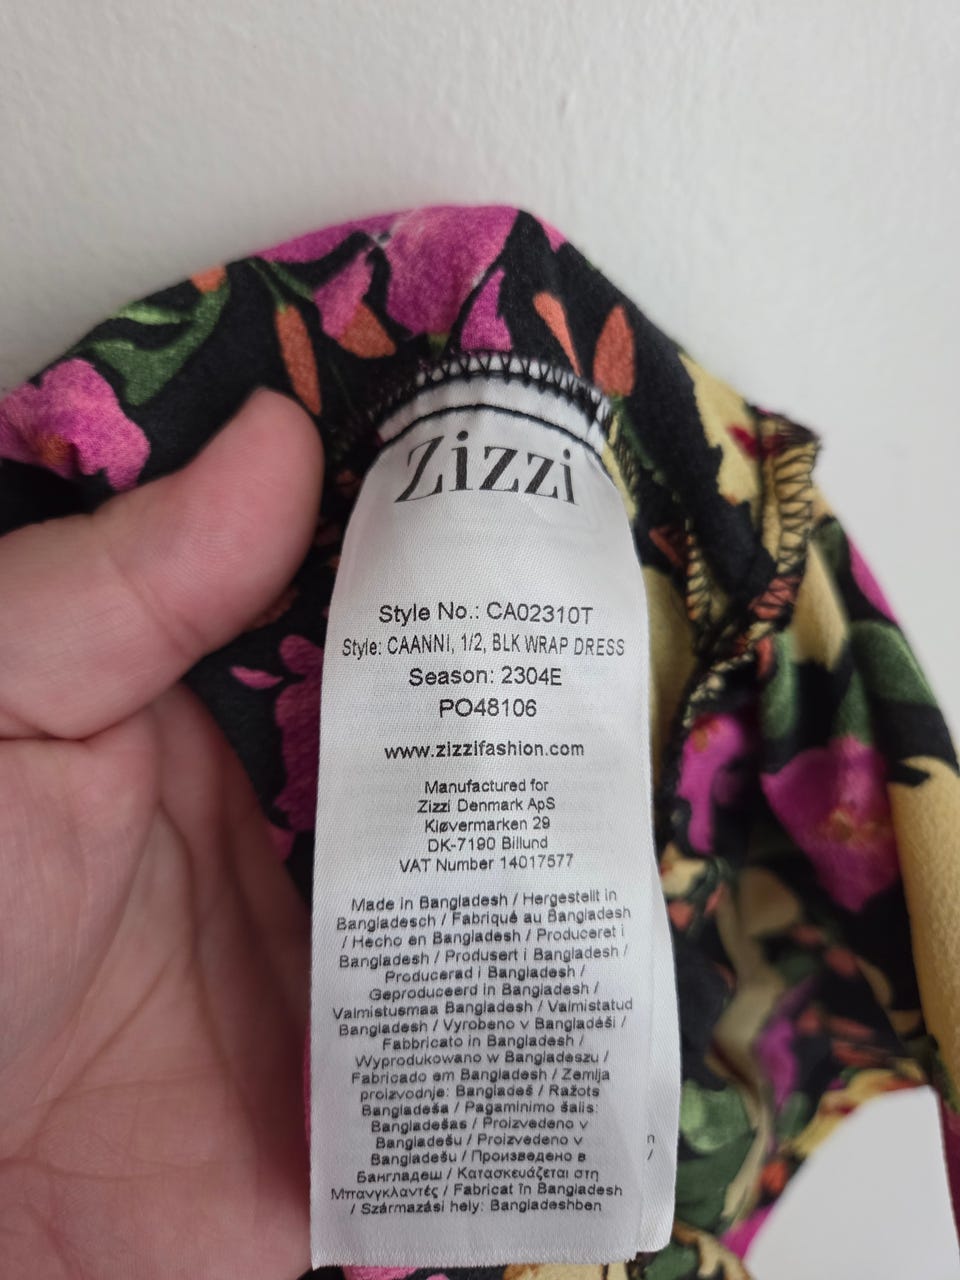 Zizzi
Style No.: CA02310T
Style: CAANNI, 1/2, BLK WRAP DRESS
Season: 2304E
PO48106
www.zizzifashion.com
Manufactured for
Zizzi Denmark ApS
Kløvermarken 29
DK-7190 Billund
VAT Number 14017577
Made in Bangladesh / Hergestellt in
Bangladesch / Fabriqué au Bangladesh
/ Hecho en Bangladesh / Produceret i
Bangladesh / Produsert i Bangladesh /
Producerad i Bangladesh /
Geproduceerd in Bangladesh /
Valmistusmaa Bangladesh / Valmistatud
Bangladesh / Vyrobeno v Bangladéši /
Fabbricato in Bangladesh /
Wyprodukowano w Bangladeszu /
Fabricado em Bangladesh / Zemlja
proizvodnje: Bangladeš / Ražots
Bangladeša / Pagaminimo šalis:
Bangladešas / Proizvedeno v
Bangladešu / Proizvedeno v
Bangladešu / Произведено в
Бангладеш / Κατασκευάζεται στη
Μπανγκλαντές / Fabricat în Bangladesh
/ Származási hely: Bangladeshben